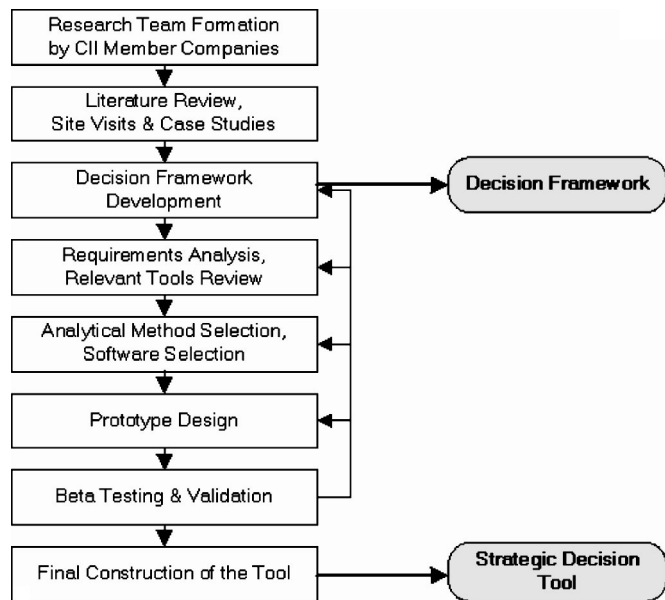 Research Team Formation
by CII Member Companies
Literature Review,
Site Visits & Case Studies
Decision Framework
Development
Decision Framework
Requirements Analysis,
Relevant Tools Review
Analytical Method Selection,
Software Selection
Prototype Design
Beta Testing & Validation
Final Construction of the Tool
Strategic Decision
Tool